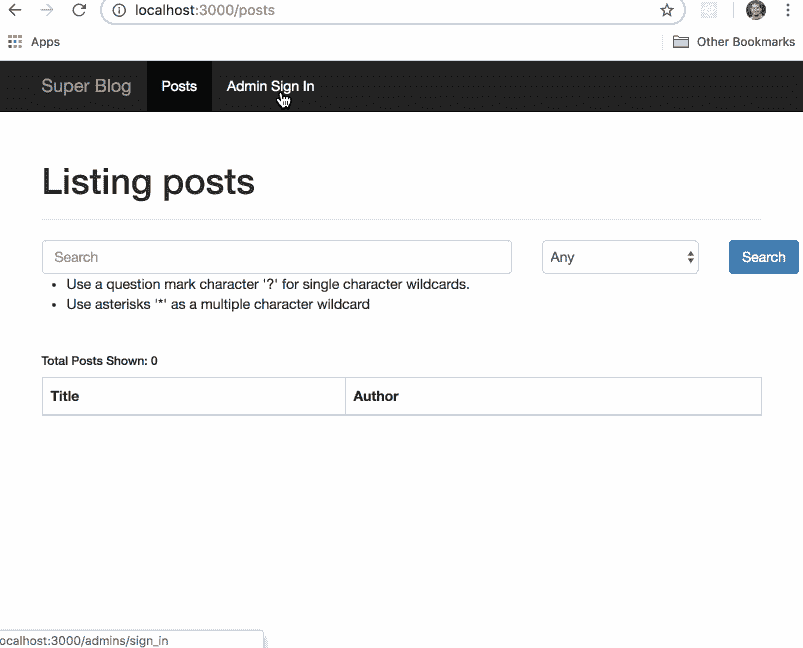 localhost:3000/posts
Apps
Other Bookmarks
Super Blog Posts Admin Sign In
Listing posts
Search Any Search
Use a question mark character '?' for single character wildcards.
Use asterisks '*' as a multiple character wildcard
Total Posts Shown: 0
Title Author
ocalhost:3000/admins/sign_in